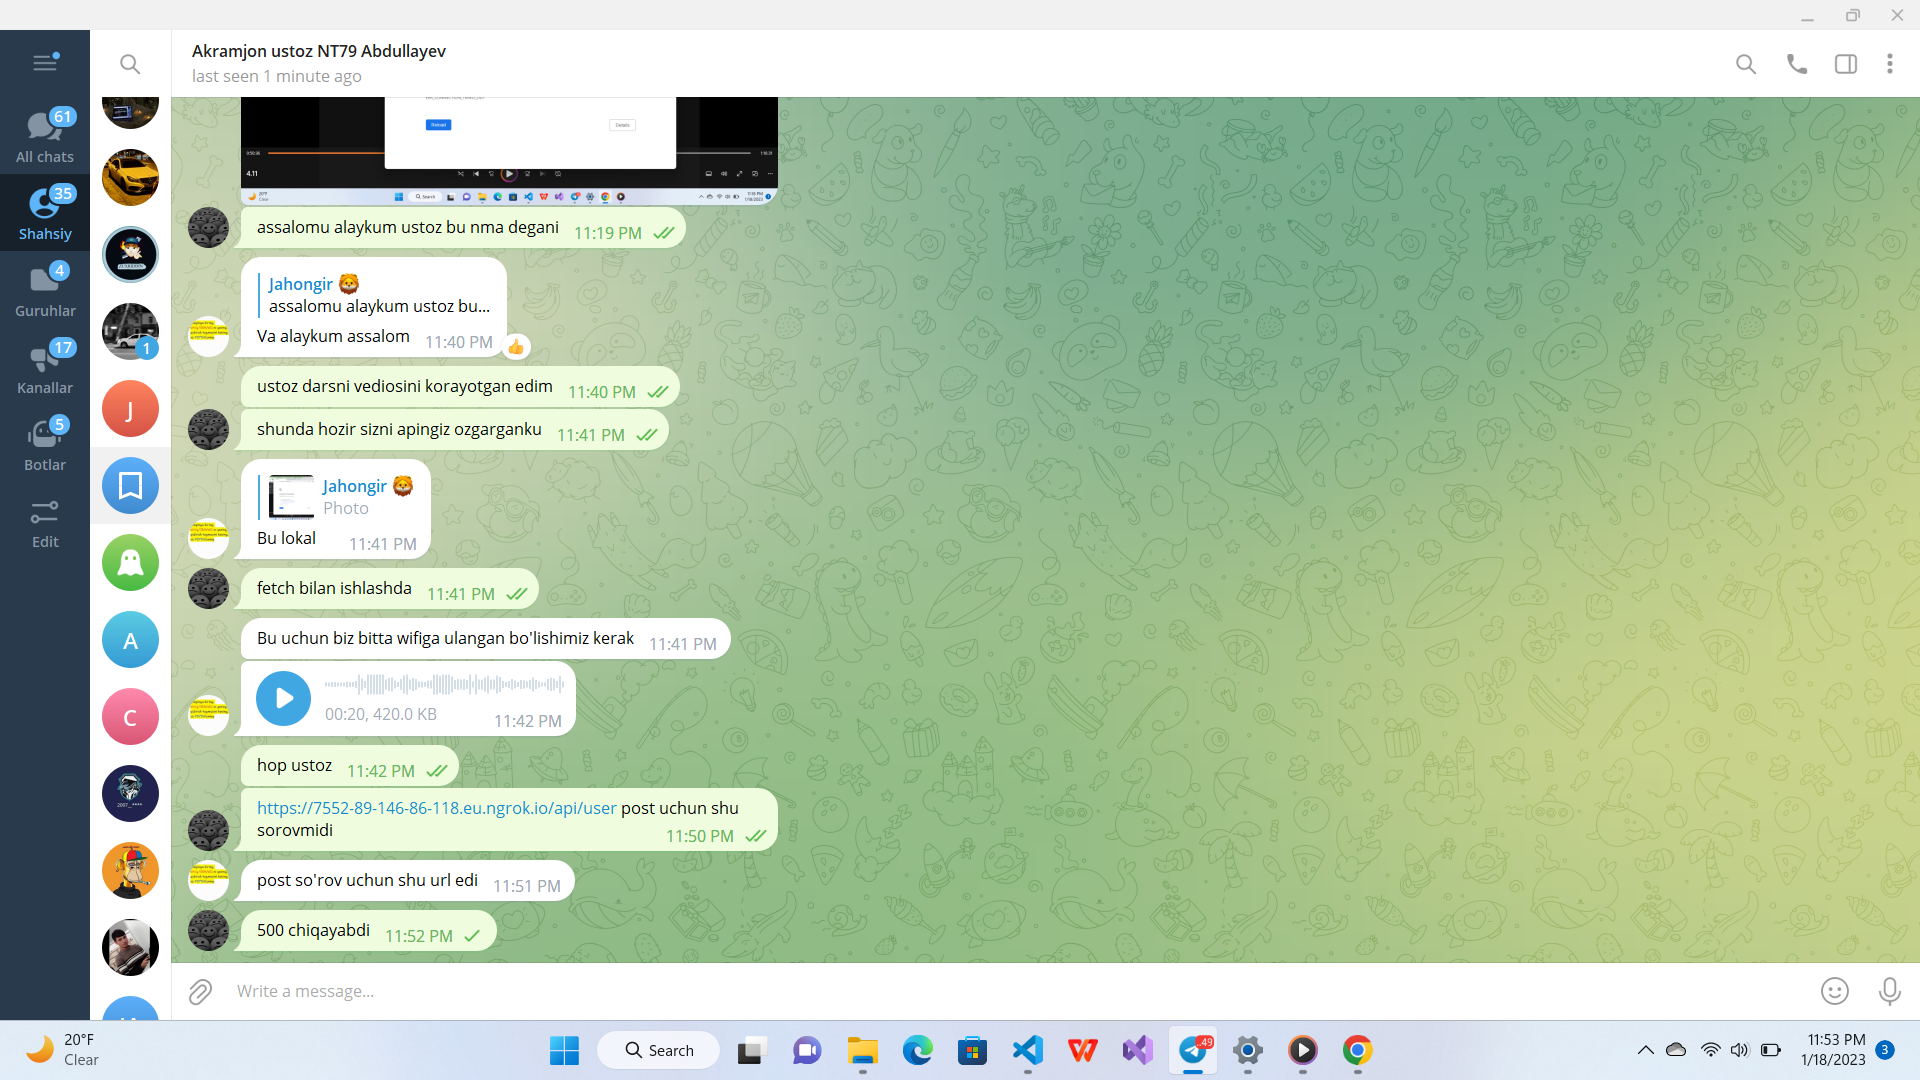 Akramjon ustoz NT79 Abdullayev
last seen 1 minute ago
61
All chats
35
Shahsiy
4
Guruhlar
17
Kanallar
5
Botlar
Edit
1
J
A
C
Reload
Details
4.11
Search
assalomu alaykum ustoz bu nma degani 11:19 PM
Jahongir
assalomu alaykum ustoz bu...
Va alaykum assalom 11:40 PM
ustoz darsni vediosini korayotgan edim 11:40 PM
shunda hozir sizni apingiz ozgarganku 11:41 PM
Jahongir
Photo
Bu lokal 11:41 PM
fetch bilan ishlashda 11:41 PM
Bu uchun biz bitta wifiga ulangan bo'lishimiz kerak 11:41 PM
00:20, 420.0 KB 11:42 PM
hop ustoz 11:42 PM
https://7552-89-146-86-118.eu.ngrok.io/api/user post uchun shu
sorovmidi 11:50 PM
post so'rov uchun shu url edi 11:51 PM
500 chiqayabdi 11:52 PM
Write a message...
20°F
Clear
Search
..49
11:53 PM
1/18/2023
3